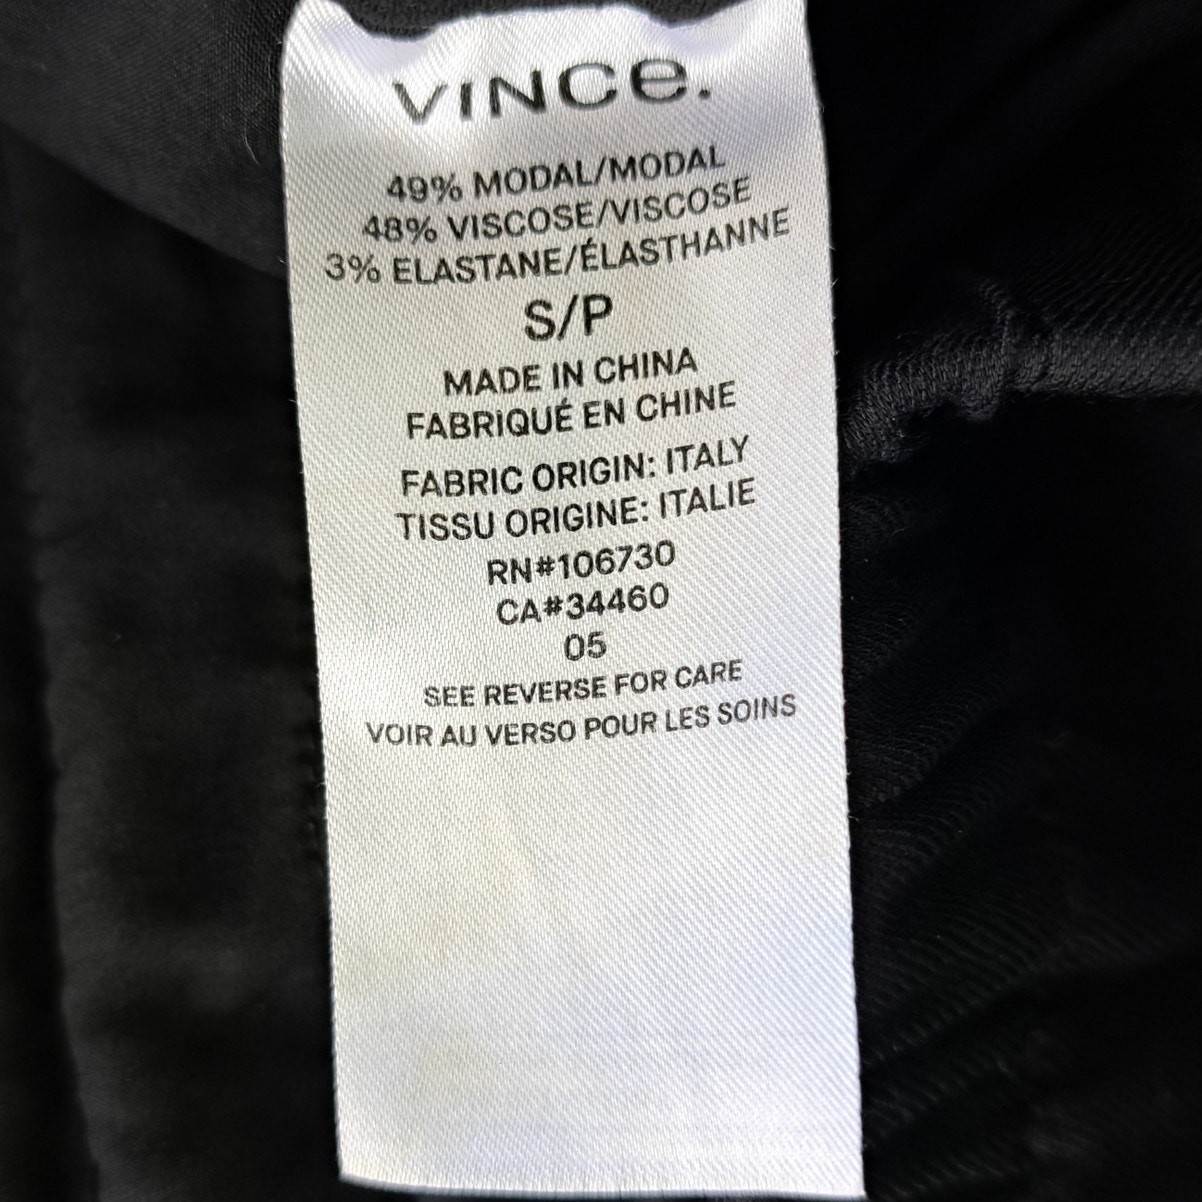 VINCE.
49% MODAL/MODAL
48% VISCOSE/VISCOSE
3% ELASTANE/ÉLASTHANNE
S/P
MADE IN CHINA
FABRIQUÉ EN CHINE
FABRIC ORIGIN: ITALY
TISSU ORIGINE: ITALIE
RN#106730
CA#34460
05
SEE REVERSE FOR CARE
VOIR AU VERSO POUR LES SOINS